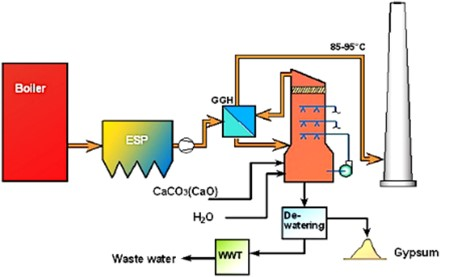 85-95°C
Boiler
GGH
ESP
CaCO3(CaO)
H2O
De-
watering
Waste water
WWT
Gypsum